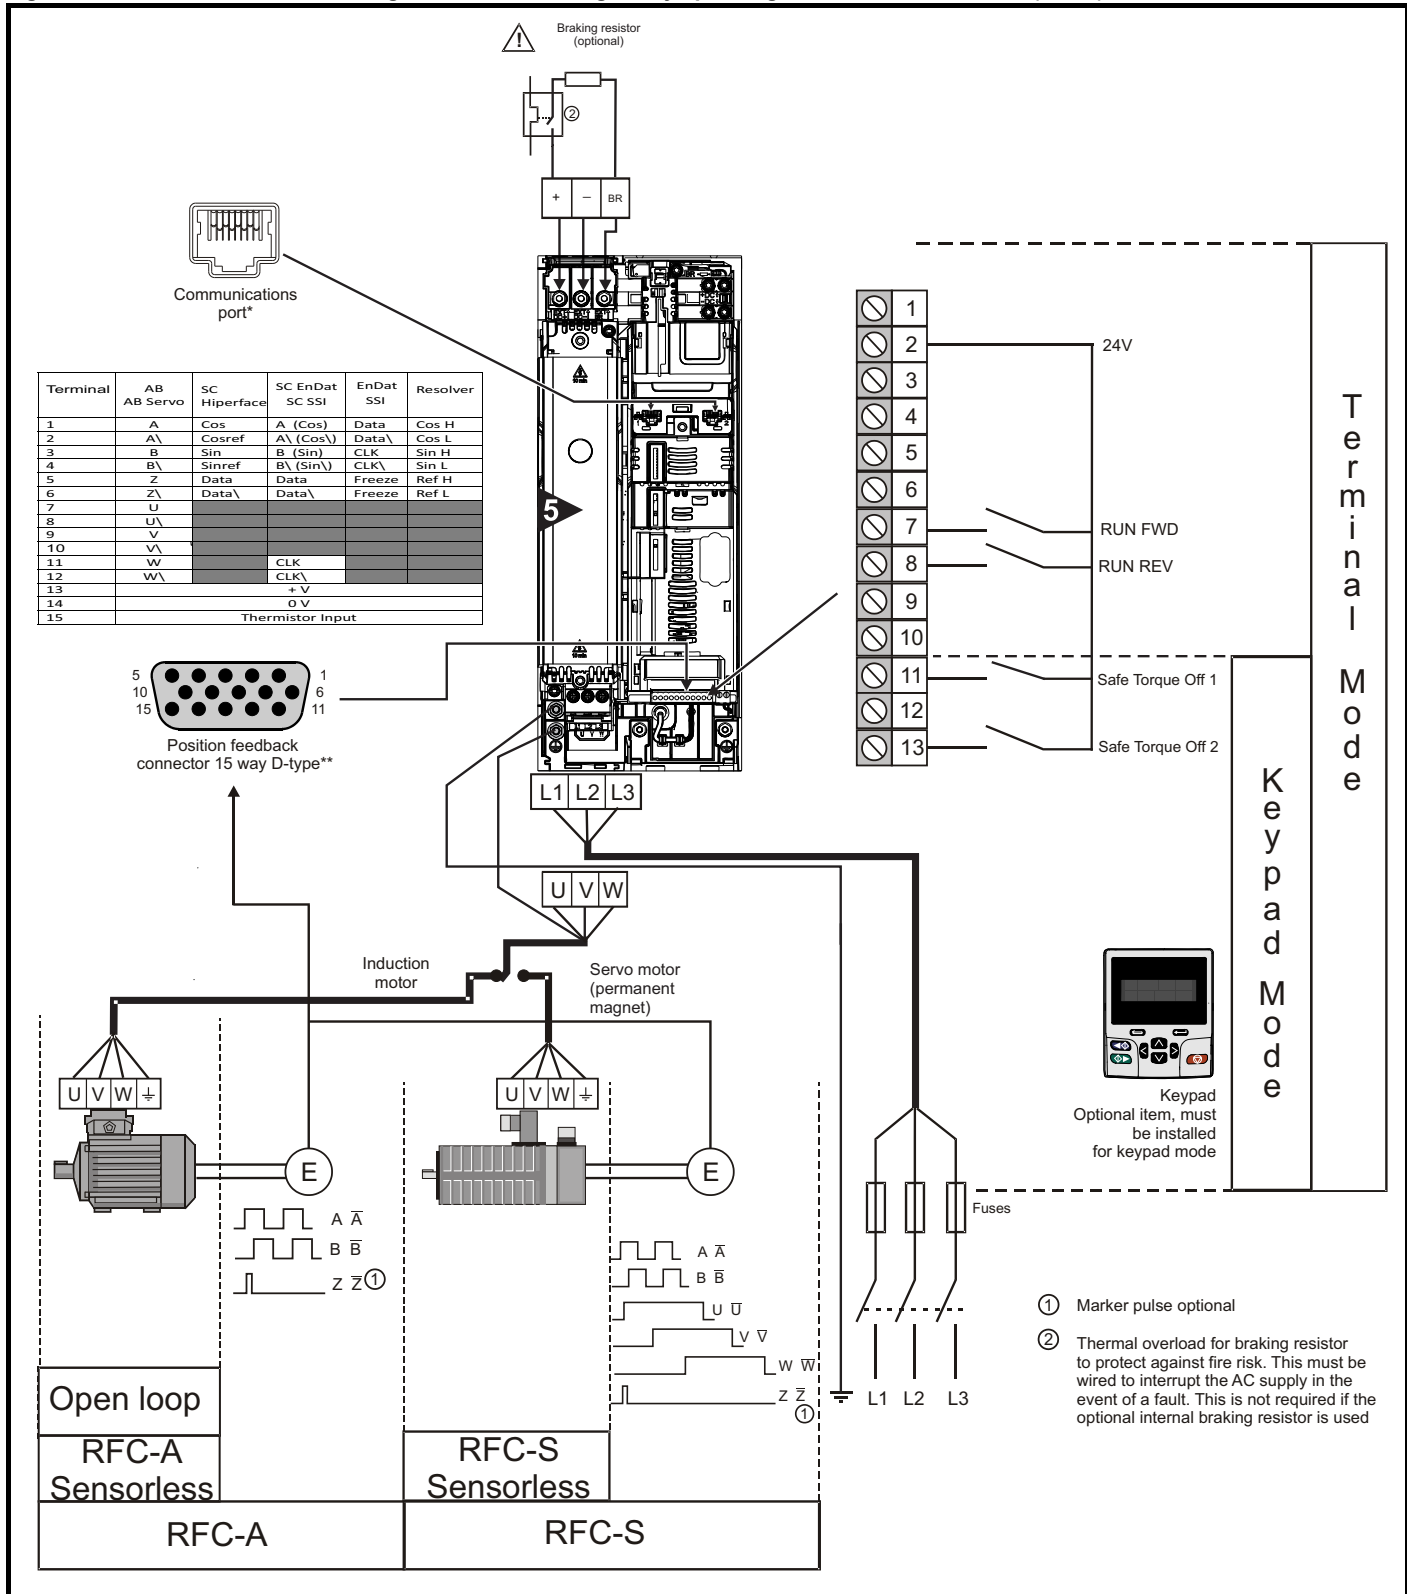 Braking resistor
(optional)
2
+ – BR
Communications
port*
Terminal AB AB Servo SC Hiperface SC EnDat SC SSI EnDat SSI Resolver
1 A Cos A (Cos) Data Cos H
2 A\ Cosref A\ (Cos\) Data\ Cos L
3 B Sin B (Sin) CLK Sin H
4 B\ Sinref B\ (Sin\) CLK\ Sin L
5 Z Data Data Freeze Ref H
6 Z\ Data\ Data\ Freeze Ref L
7 U
8 U\
9 V
10 V\
11 W CLK
12 W\ CLK\
13 + V
14 0 V
15 Thermistor Input
5 1
10 6
15 11
Position feedback
connector 15 way D-type**
5
10 min
10 min
L1 L2 L3
U V W
1
2 24V
3
4
5
6
7 RUN FWD
8 RUN REV
9
10
11 Safe Torque Off 1
12
13 Safe Torque Off 2
Terminal Mode
Keypad Mode
Keypad
Optional item, must
be installed
for keypad mode
Induction
motor
Servo motor
(permanent
magnet)
U V W
U V W
E
E
A A̅
B B̅
Z Z̅ 1
A A̅
B B̅
U U̅
V V̅
W W̅
Z Z̅
1
Fuses
L1 L2 L3
1 Marker pulse optional
2 Thermal overload for braking resistor
to protect against fire risk. This must be
wired to interrupt the AC supply in the
event of a fault. This is not required if the
optional internal braking resistor is used
Open loop
RFC-A
Sensorless
RFC-S
Sensorless
RFC-A
RFC-S